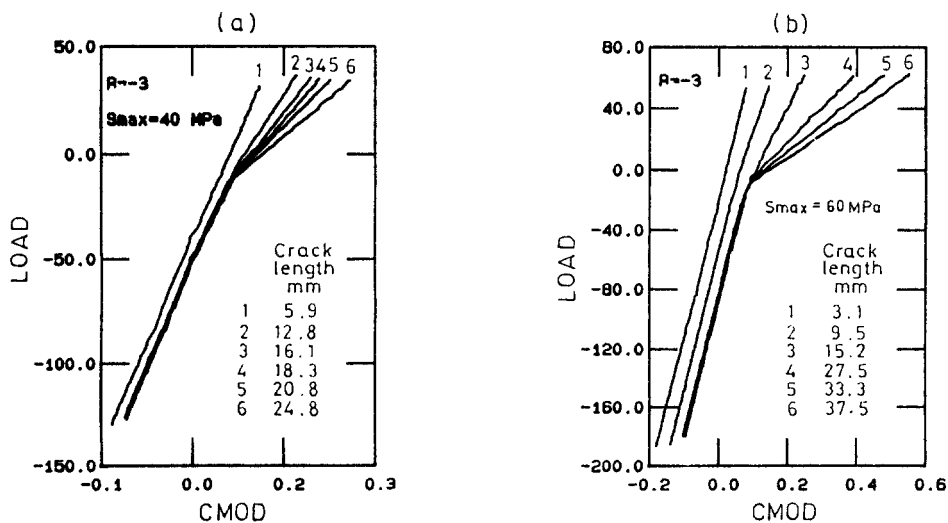 (a)
50.0
0.0
-50.0
-100.0
-150.0
LOAD
R=-3
Smax=40 MPa
1 2 3 4 5 6
Crack
length
mm
1 5.9
2 12.8
3 16.1
4 18.3
5 20.8
6 24.8
-0.1 0.0 0.1 0.2 0.3
CMOD
(b)
80.0
40.0
0.0
-40.0
-80.0
-120.0
-160.0
-200.0
LOAD
R=-3
1 2 3 4 5 6
Smax = 60 MPa
Crack
length
mm
1 3.1
2 9.5
3 15.2
4 27.5
5 33.3
6 37.5
-0.2 0.0 0.2 0.4 0.6
CMOD